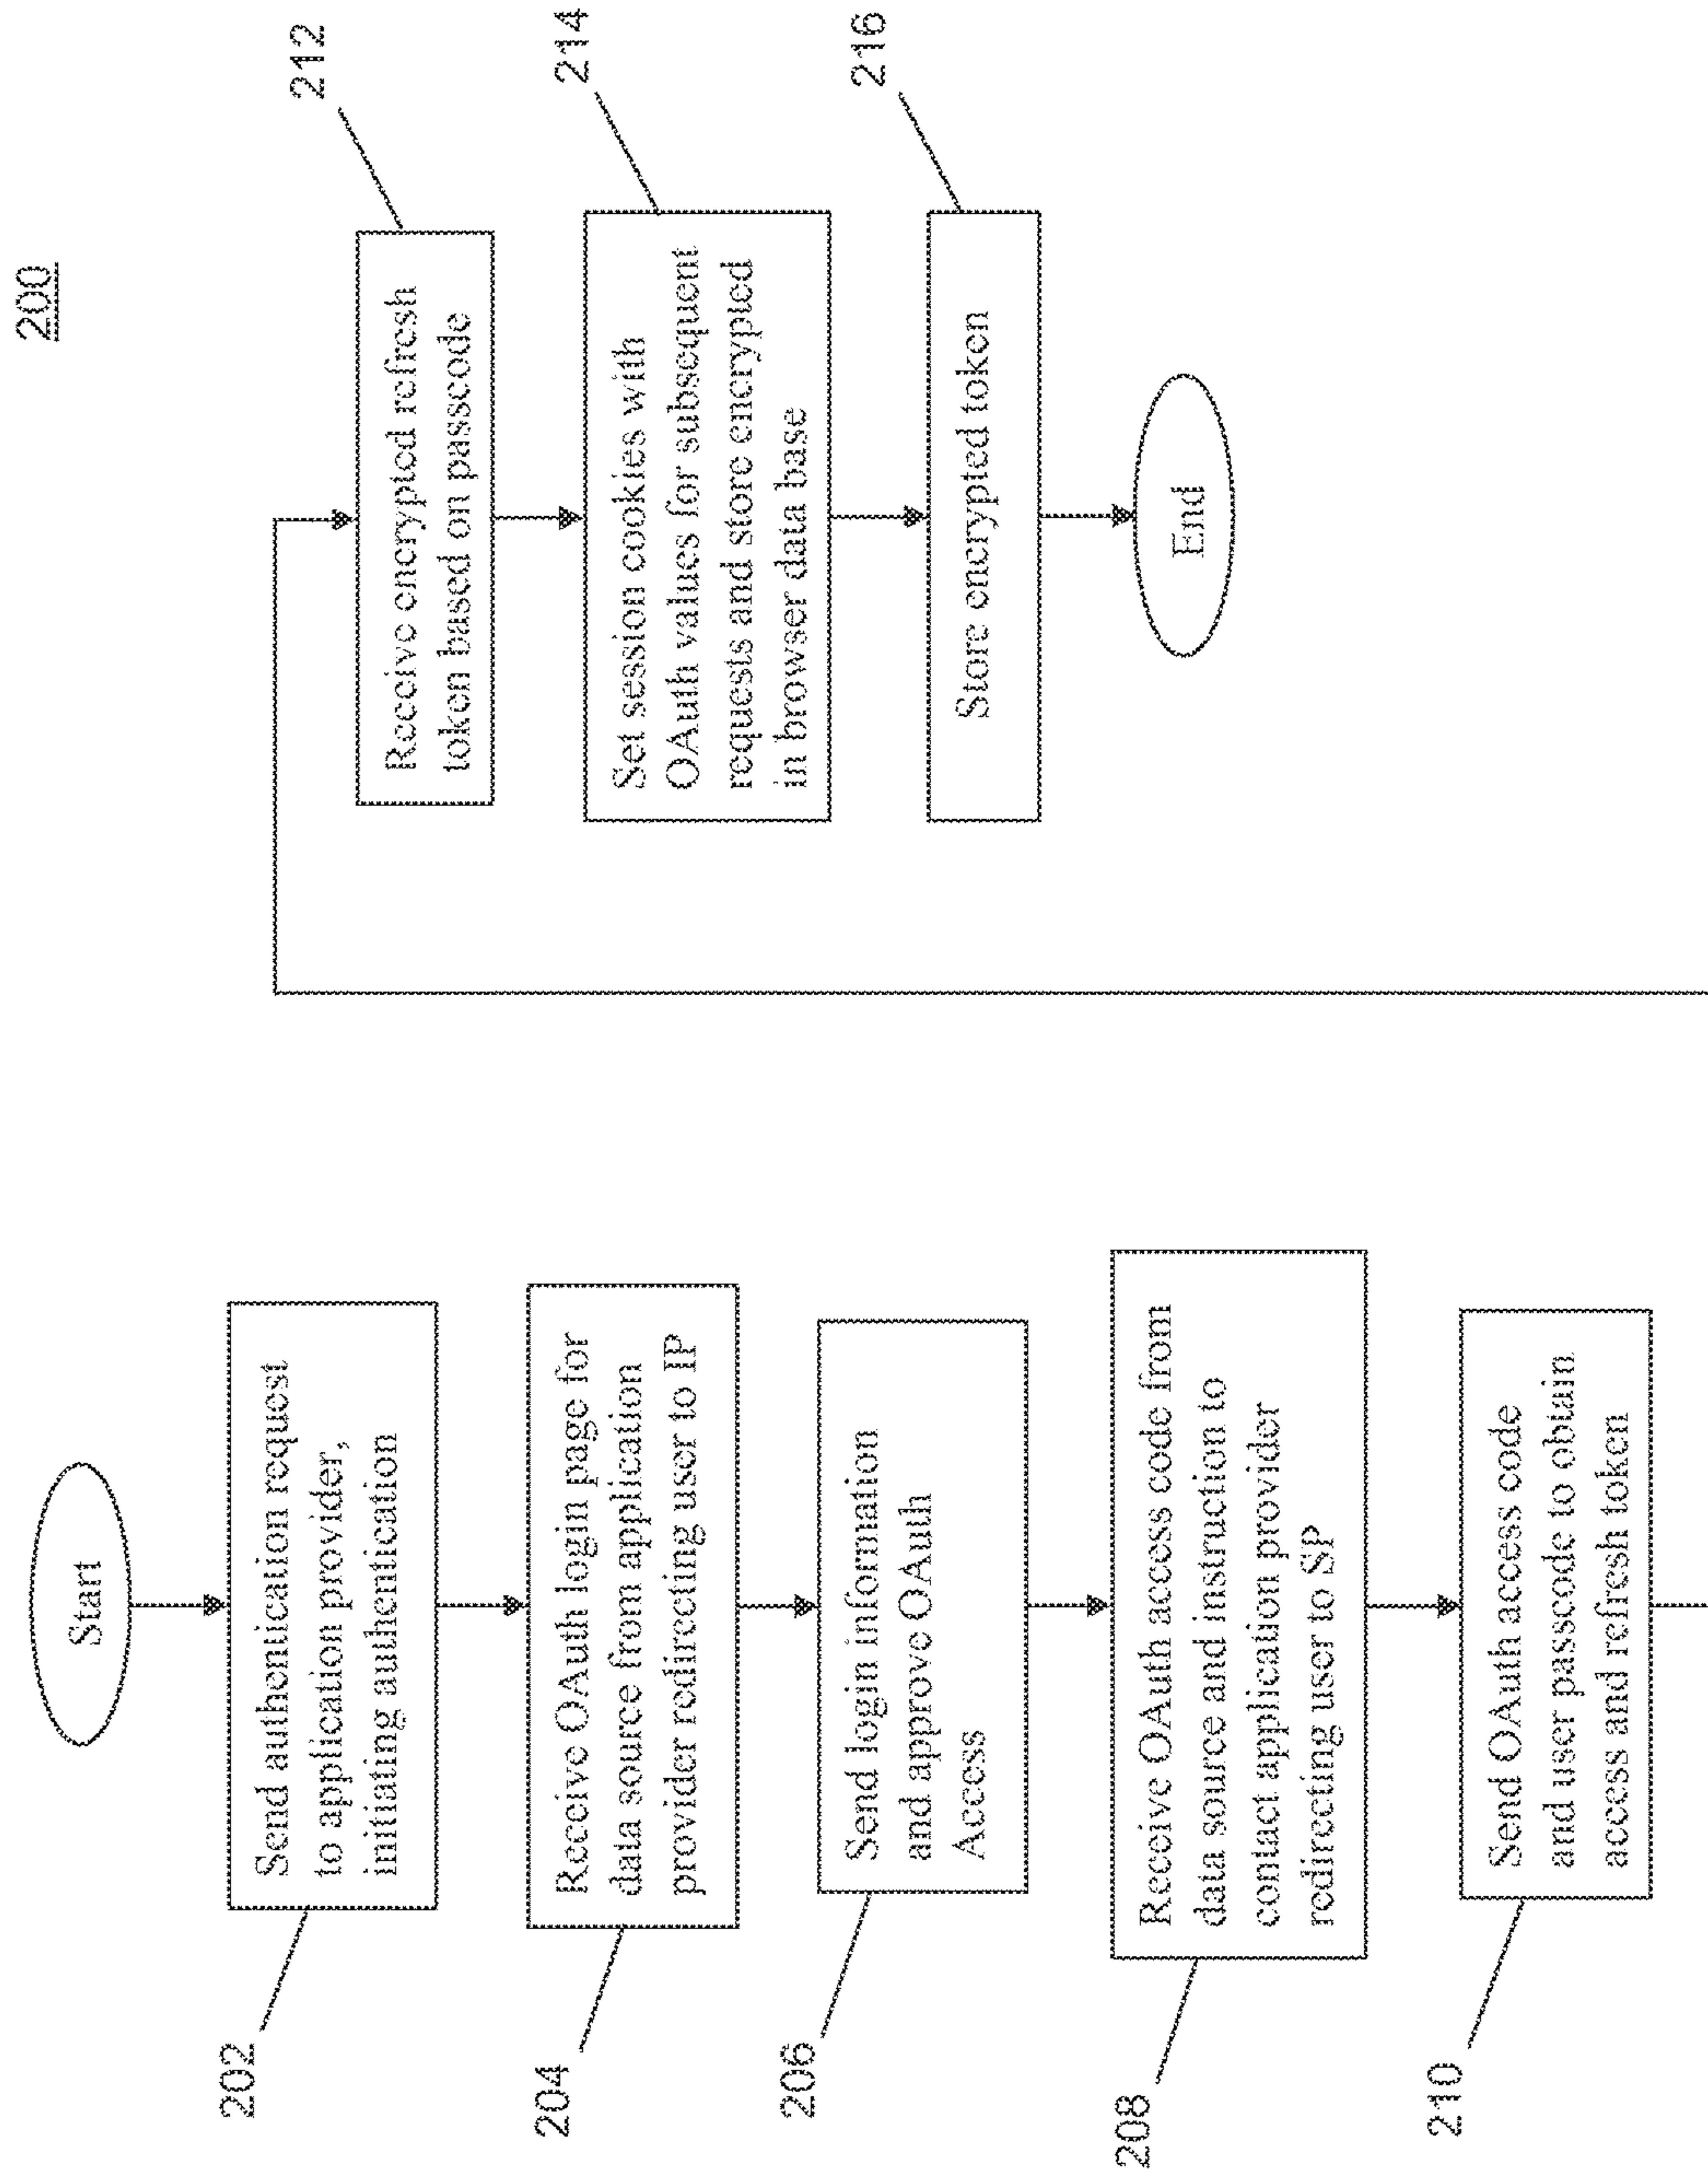 200
Start
202
Send authentication request
to application provider,
initiating authentication
204
Receive OAuth login page for
data source from application
provider redirecting user to IP
206
Send login information
and approve OAuth
Access
208
Receive OAuth access code from
data source and instruction to
contact application provider
redirecting user to SP
210
Send OAuth access code
and user passcode to obtain
access and refresh token
212
Receive encrypted refresh
token based on passcode
214
Set session cookies with
OAuth values for subsequent
requests and store encrypted
in browser data base
216
Store encrypted token
End